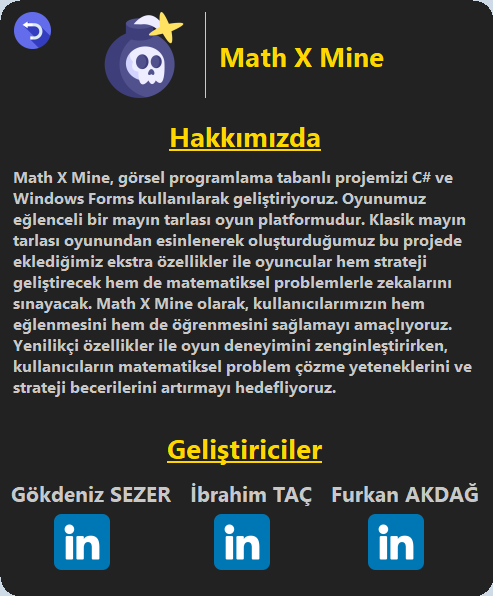 Math X Mine
Hakkımızda
Math X Mine, görsel programlama tabanlı projemizi C# ve
Windows Forms kullanılarak geliştiriyoruz. Oyunumuz
eğlenceli bir mayın tarlası oyun platformudur. Klasik mayın
tarlası oyunundan esinlenerek oluşturduğumuz bu projede
eklediğimiz ekstra özellikler ile oyuncular hem strateji
geliştirecek hem de matematiksel problemlerle zekalarını
sınayacak. Math X Mine olarak, kullanıcılarımızın hem
eğlenmesini hem de öğrenmesini sağlamayı amaçlıyoruz.
Yenilikçi özellikler ile oyun deneyimini zenginleştirirken,
kullanıcıların matematiksel problem çözme yeteneklerini ve
strateji becerilerini artırmayı hedefliyoruz.
Geliştiriciler
Gökdeniz SEZER İbrahim TAÇ Furkan AKDAĞ
in in in